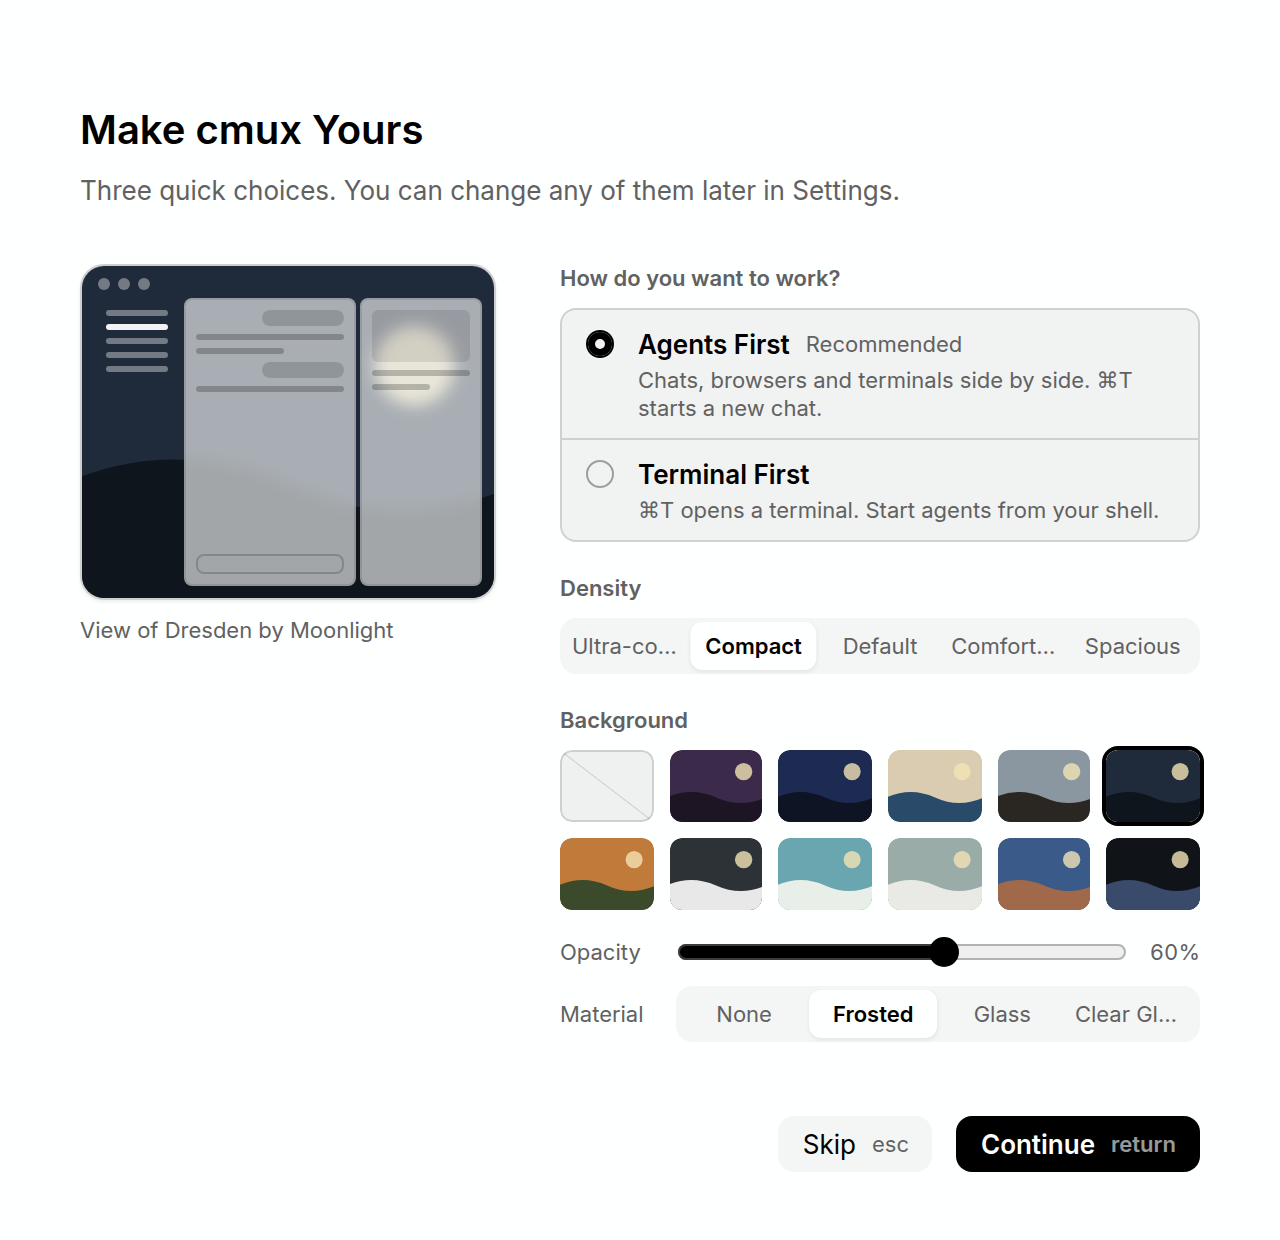 Make cmux Yours
Three quick choices. You can change any of them later in Settings.
View of Dresden by Moonlight
How do you want to work?
Agents First Recommended
Chats, browsers and terminals side by side. ⌘T
starts a new chat.
Terminal First
⌘T opens a terminal. Start agents from your shell.
Density
Ultra-co... Compact Default Comfort... Spacious
Background
Opacity 60%
Material None Frosted Glass Clear Gl...
Skip esc Continue return